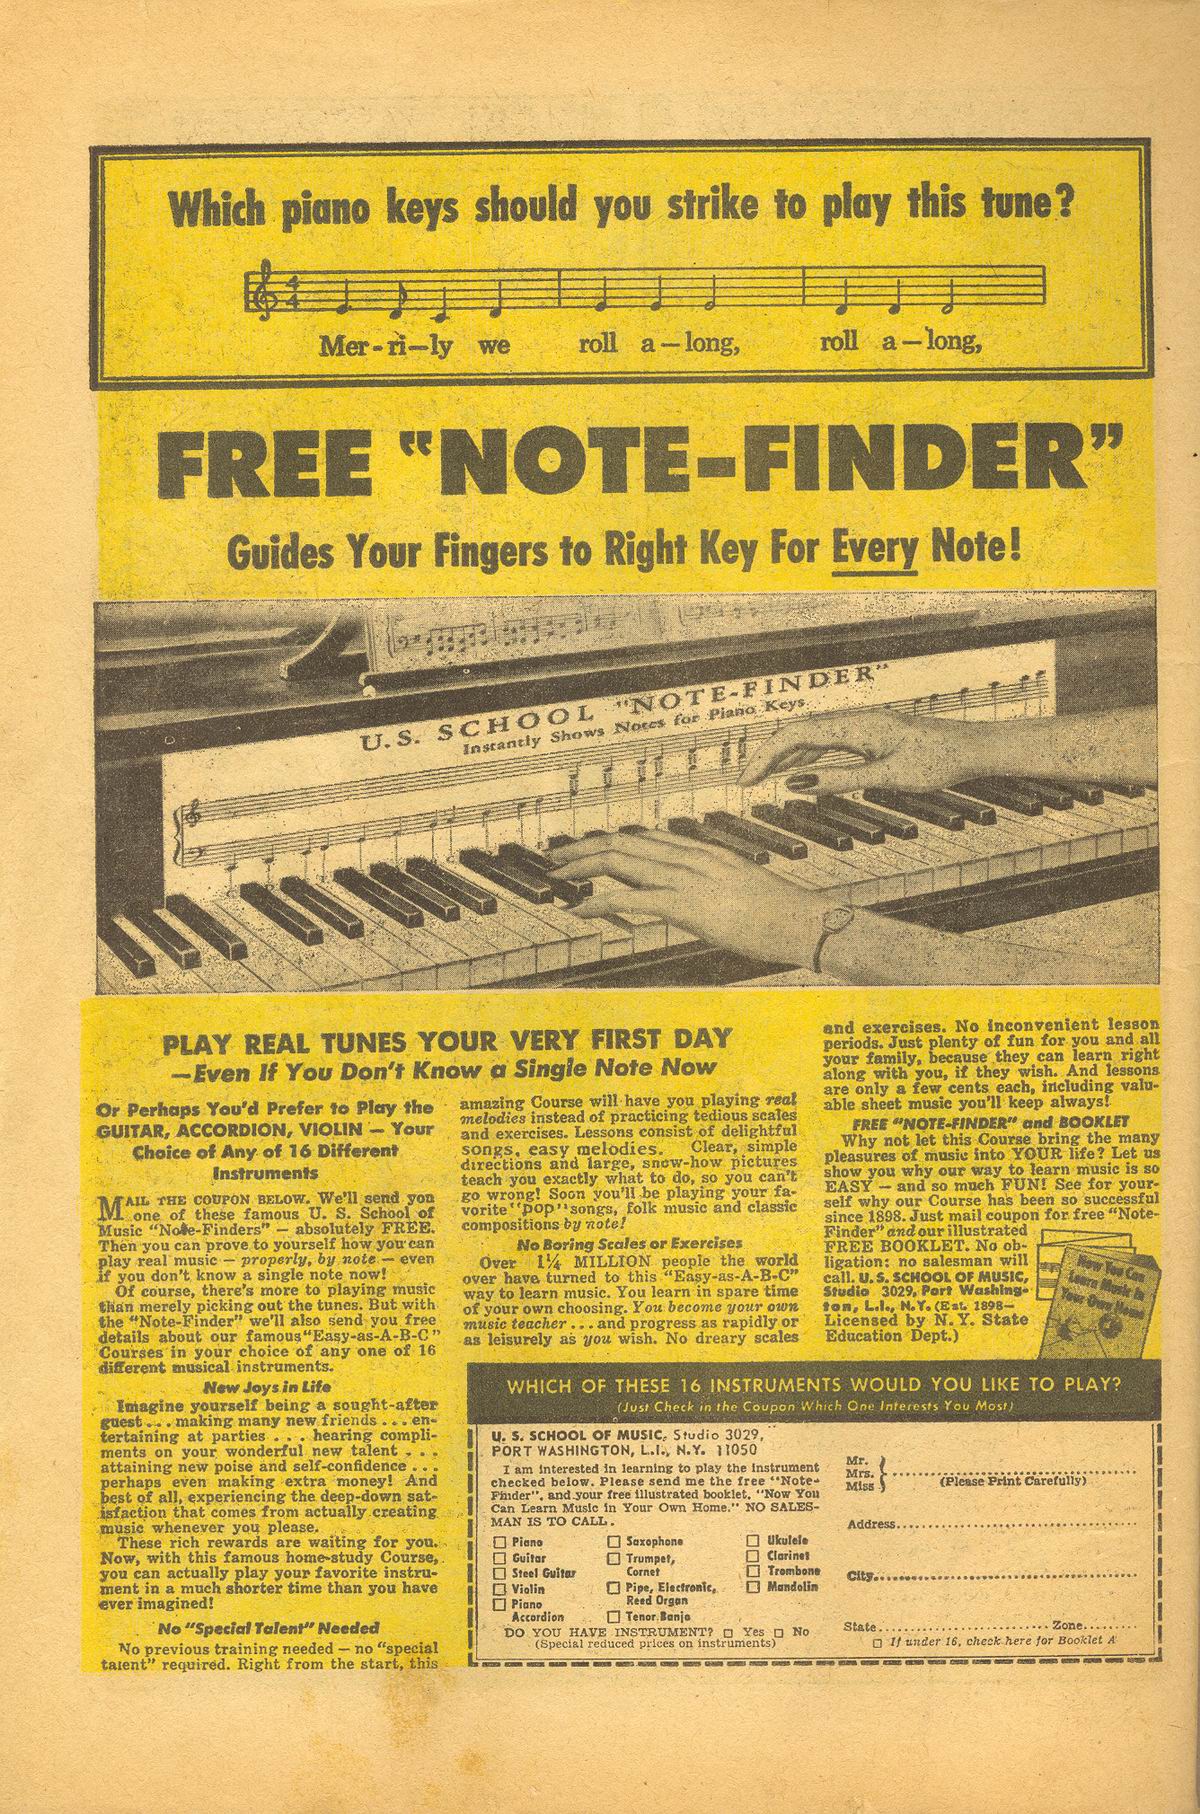 Which piano keys should you strike to play this tune?
Mer-ri-ly we roll a-long, roll a-long,
FREE "NOTE-FINDER"
Guides Your Fingers to Right Key For Every Note!
U.S. SCHOOL "NOTE-FINDER"
Instantly Shows Notes for Piano Keys
PLAY REAL TUNES YOUR VERY FIRST DAY
—Even If You Don't Know a Single Note Now
Or Perhaps You'd Prefer to Play the
GUITAR, ACCORDION, VIOLIN — Your
Choice of Any of 16 Different
Instruments
MAIL THE COUPON BELOW. We'll send you
one of these famous U. S. School of
Music "Note-Finders" — absolutely FREE.
Then you can prove to yourself how you can
play real music — properly, by note — even
if you don't know a single note now!
Of course, there's more to playing music
than merely picking out the tunes. But with
the "Note-Finder" we'll also send you free
details about our famous "Easy-as-A-B-C"
Courses in your choice of any one of 16
different musical instruments.
New Joys in Life
Imagine yourself being a sought-after
guest . . . making many new friends . . . en-
tertaining at parties . . . hearing compli-
ments on your wonderful new talent . . .
attaining new poise and self-confidence . . .
perhaps even making extra money! And
best of all, experiencing the deep-down sat-
isfaction that comes from actually creating
music whenever you please.
These rich rewards are waiting for you.
Now, with this famous home-study Course,
you can actually play your favorite instru-
ment in a much shorter time than you have
ever imagined!
No "Special Talent" Needed
No previous training needed — no "special
talent" required. Right from the start, this
amazing Course will have you playing real
melodies instead of practicing tedious scales
and exercises. Lessons consist of delightful
songs, easy melodies. Clear, simple
directions and large, snow-how pictures
teach you exactly what to do, so you can't
go wrong! Soon you'll be playing your fa-
vorite "pop" songs, folk music and classic
compositions by note!
No Boring Scales or Exercises
Over 1¼ MILLION people the world
over have turned to this "Easy-as-A-B-C"
way to learn music. You learn in spare time
of your own choosing. You become your own
music teacher . . . and progress as rapidly or
as leisurely as you wish. No dreary scales
and exercises. No inconvenient lesson
periods. Just plenty of fun for you and all
your family, because they can learn right
along with you, if they wish. And lessons
are only a few cents each, including valu-
able sheet music you'll keep always!
FREE "NOTE-FINDER" and BOOKLET
Why not let this Course bring the many
pleasures of music into YOUR life? Let us
show you why our way to learn music is so
EASY — and so much FUN! See for your-
self why our Course has been so successful
since 1898. Just mail coupon for free "Note-
Finder" and our illustrated
FREE BOOKLET. No ob-
ligation: no salesman will
call. U. S. SCHOOL OF MUSIC,
Studio 3029, Port Washing-
ton, L.I., N.Y. (Est. 1898—
Licensed by N. Y. State
Education Dept.)
Now You Can
Learn Music in
Your Own Home
WHICH OF THESE 16 INSTRUMENTS WOULD YOU LIKE TO PLAY?
(Just Check in the Coupon Which One Interests You Most)
U. S. SCHOOL OF MUSIC, Studio 3029,
PORT WASHINGTON, L.I., N.Y. 11050
I am interested in learning to play the instrument
checked below. Please send me the free "Note-
Finder", and your free illustrated booklet, "Now You
Can Learn Music in Your Own Home." NO SALES-
MAN IS TO CALL.
Piano
Guitar
Steel Guitar
Violin
Piano
Accordion
Saxophone
Trumpet,
Cornet
Pipe, Electronic,
Reed Organ
Tenor Banjo
Ukulele
Clarinet
Trombone
Mandolin
DO YOU HAVE INSTRUMENT? Yes No
(Special reduced prices on instruments)
Mr.
Mrs.
Miss
(Please Print Carefully)
Address
City
State Zone
If under 16, check here for Booklet A